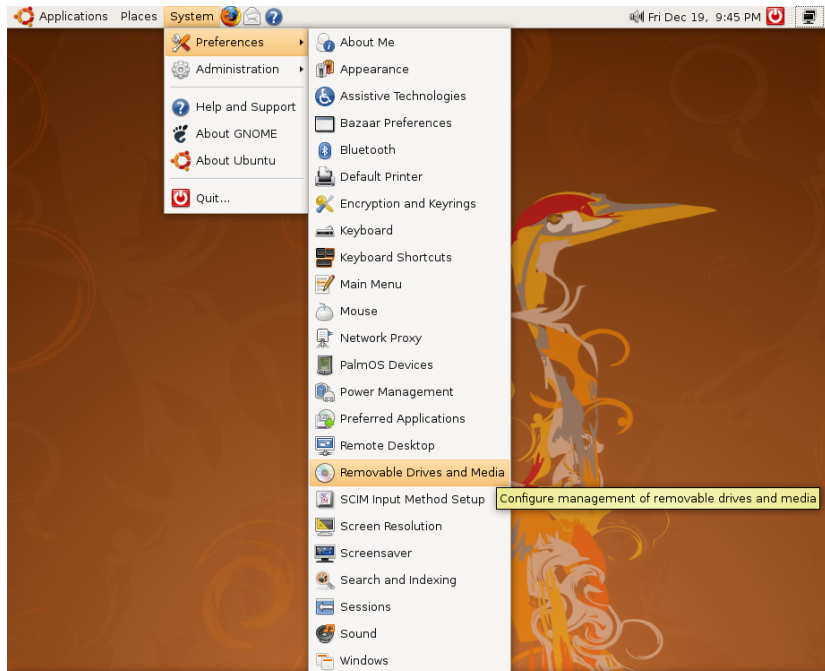 Applications Places System Fri Dec 19, 9:45 PM
Preferences
Administration
Help and Support
About GNOME
About Ubuntu
Quit...
About Me
Appearance
Assistive Technologies
Bazaar Preferences
Bluetooth
Default Printer
Encryption and Keyrings
Keyboard
Keyboard Shortcuts
Main Menu
Mouse
Network Proxy
PalmOS Devices
Power Management
Preferred Applications
Remote Desktop
Removable Drives and Media
SCIM Input Method Setup
Configure management of removable drives and media
Screen Resolution
Screensaver
Search and Indexing
Sessions
Sound
Windows